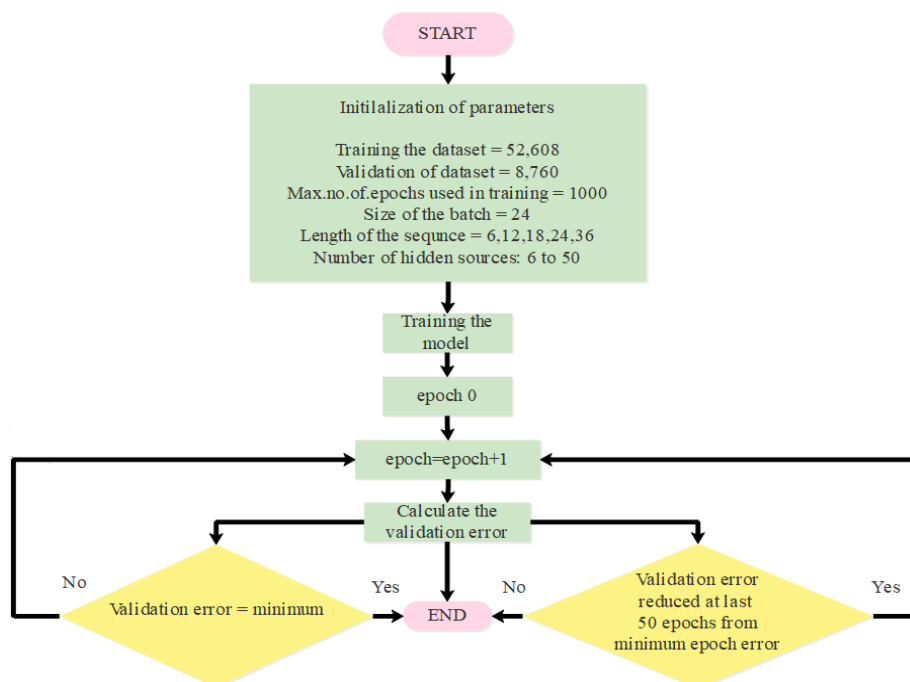 START
Initilalization of parameters
Training the dataset = 52,608
Validation of dataset = 8,760
Max.no.of.epochs used in training = 1000
Size of the batch = 24
Length of the sequnce = 6,12,18,24,36
Number of hidden sources: 6 to 50
Training the
model
epoch 0
epoch=epoch+1
Calculate the
validation error
No
Validation error = minimum
Yes
END
No
Validation error
reduced at last
50 epochs from
minimum epoch error
Yes